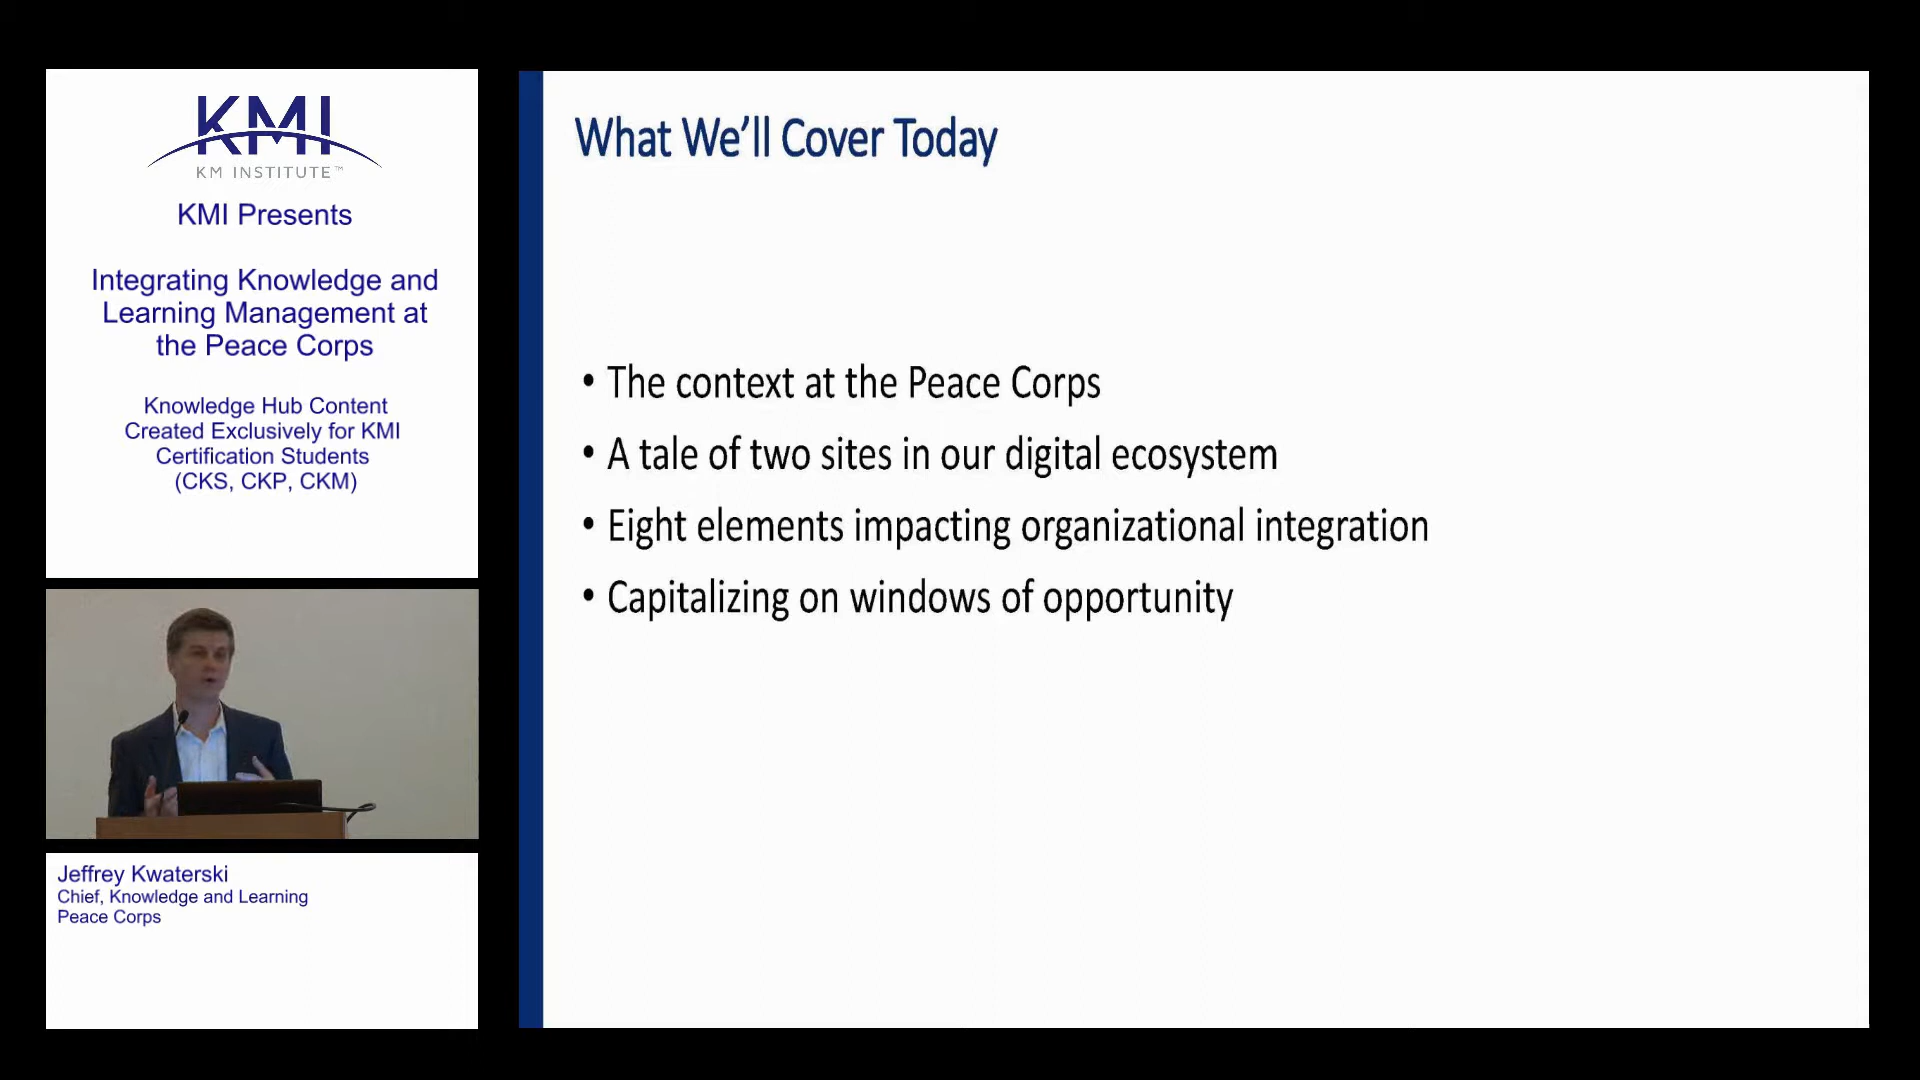 KMI
KM INSTITUTE™
KMI Presents
Integrating Knowledge and
Learning Management at
the Peace Corps
Knowledge Hub Content
Created Exclusively for KMI
Certification Students
(CKS, CKP, CKM)
Jeffrey Kwaterski
Chief, Knowledge and Learning
Peace Corps
What We’ll Cover Today
• The context at the Peace Corps
• A tale of two sites in our digital ecosystem
• Eight elements impacting organizational integration
• Capitalizing on windows of opportunity